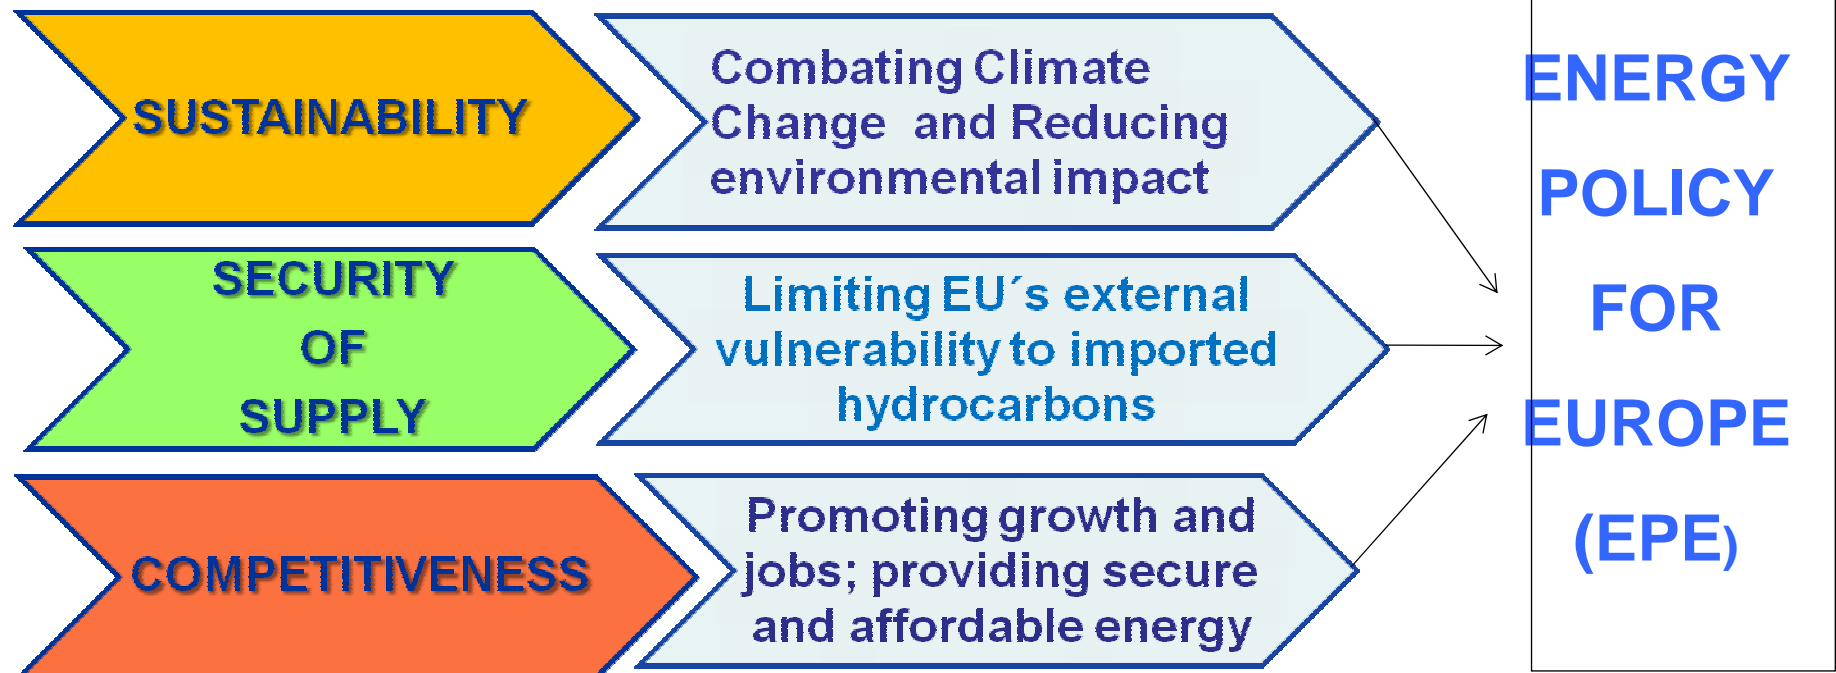 SUSTAINABILITY
Combating Climate
Change  and Reducing
environmental impact
SECURITY
OF
SUPPLY
Limiting EU´s external
vulnerability to imported
hydrocarbons
COMPETITIVENESS
Promoting growth and
jobs; providing secure
and affordable energy
ENERGY
POLICY
FOR
EUROPE
(EPE)